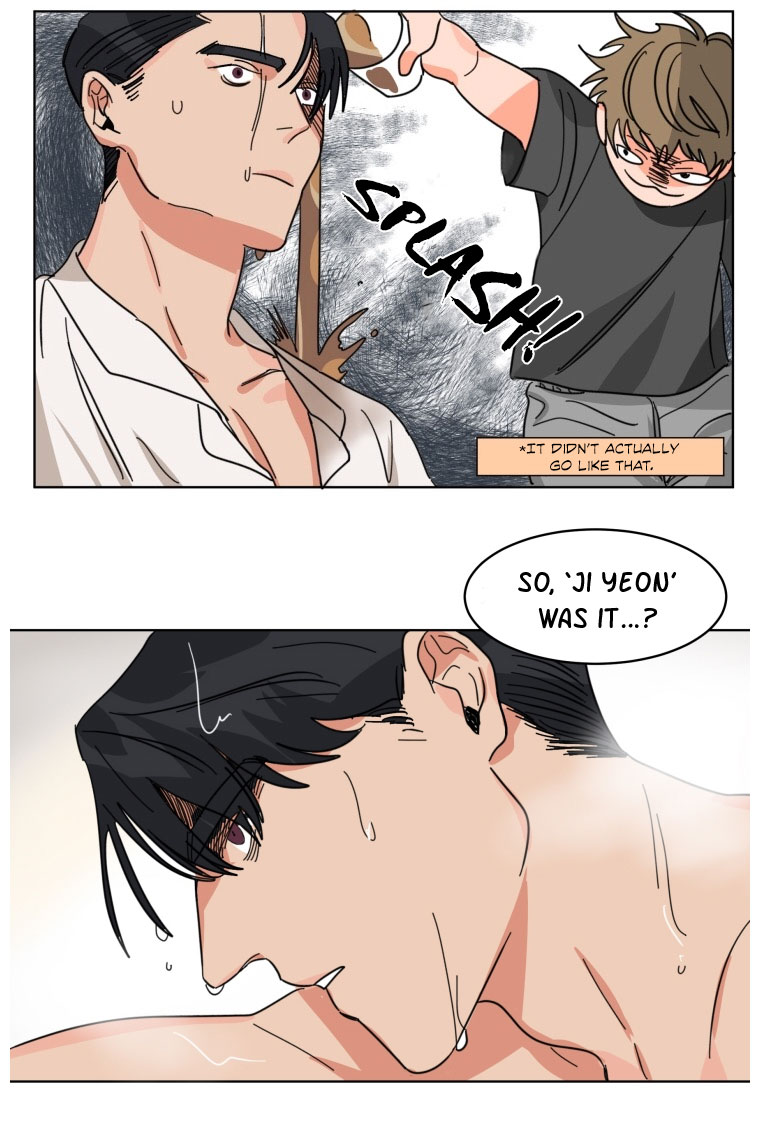 SPLASH!
*IT DIDN'T ACTUALLY
GO LIKE THAT.
SO, 'JI YEON'
WAS IT...?